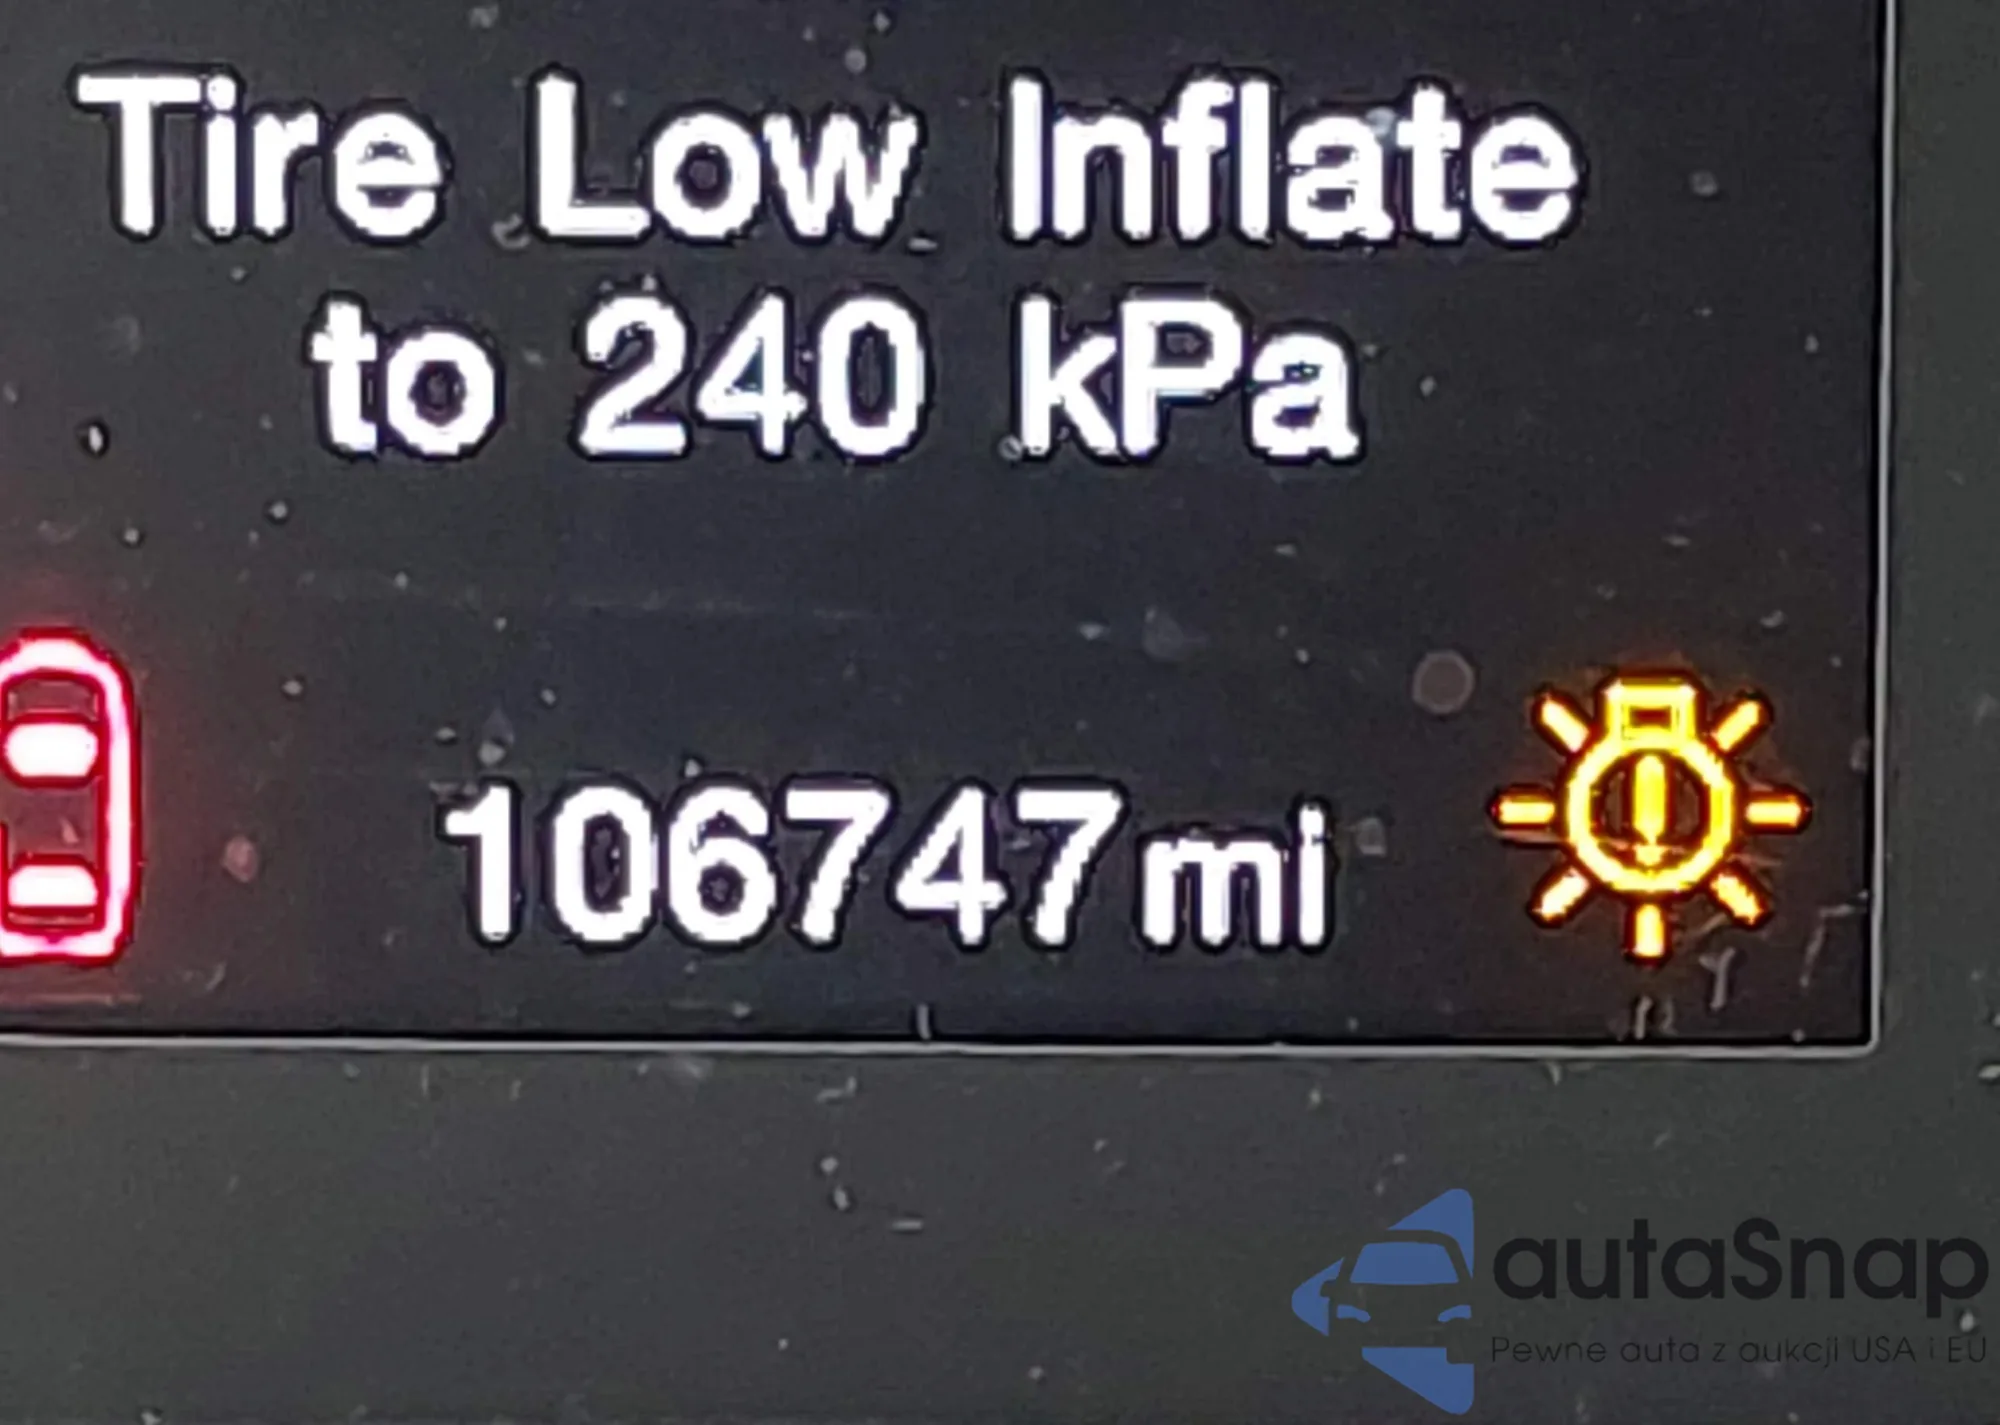 Tire Low Inflate
to 240 kPa
106747mi
autaSnap
Pewne auta z aukcji USA i EU